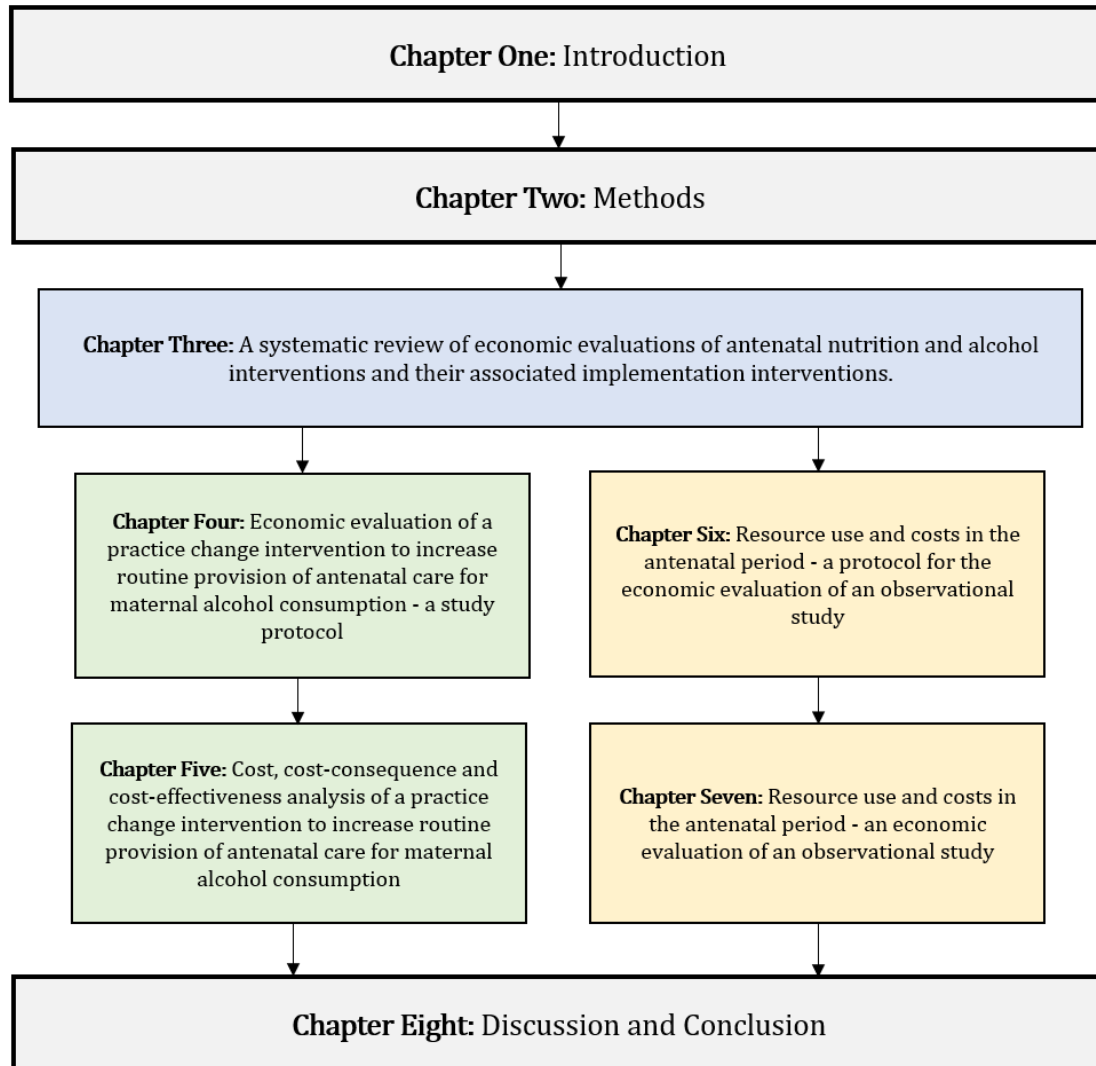 Chapter One: Introduction
Chapter Two: Methods
Chapter Three: A systematic review of economic evaluations of antenatal nutrition and alcohol
interventions and their associated implementation interventions.
Chapter Four: Economic evaluation of a
practice change intervention to increase
routine provision of antenatal care for
maternal alcohol consumption - a study
protocol
Chapter Five: Cost, cost-consequence and
cost-effectiveness analysis of a practice
change intervention to increase routine
provision of antenatal care for maternal
alcohol consumption
Chapter Six: Resource use and costs in the
antenatal period - a protocol for the
economic evaluation of an observational
study
Chapter Seven: Resource use and costs in
the antenatal period - an economic
evaluation of an observational study
Chapter Eight: Discussion and Conclusion